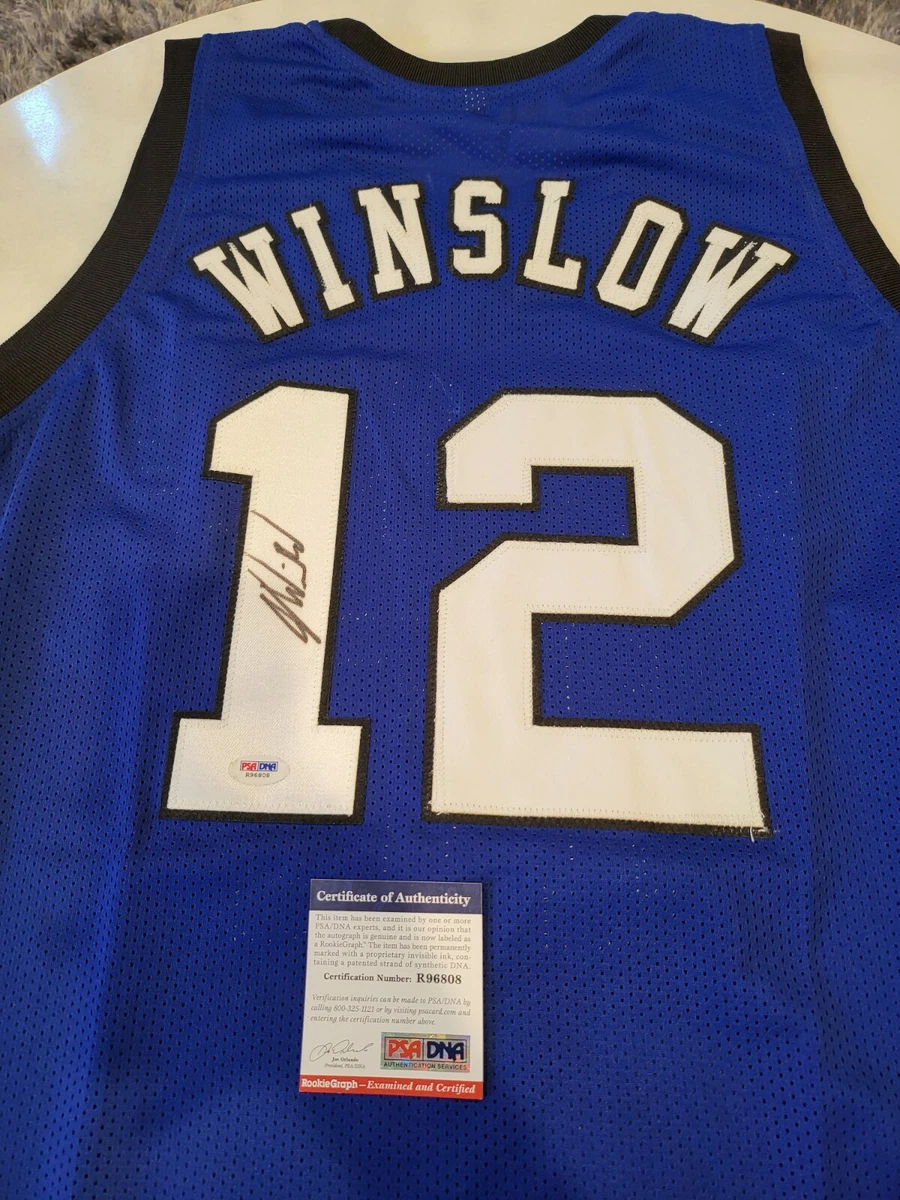 WINSLOW
12
PSA DNA
R96808
Certificate of Authenticity
This item has been examined by one or more
PSA/DNA experts, and it is our opinion that
the autograph is genuine and is now labeled as
a RookieGraph.™ The item has been permanently
marked with a proprietary invisible ink, con-
taining a patented strand of synthetic DNA.
Certification Number: R96808
Verification inquiries can be made to PSA/DNA by
calling 800-325-1121 or by visiting psacard.com and
entering the certification number above.
Joe Orlando
President, PSA/DNA
PSA DNA
AUTHENTICATION SERVICES
RookieGraph – Examined and Certified